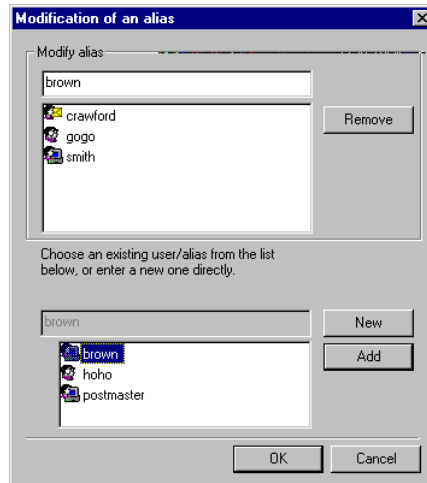 Modification of an alias
Modify alias
brown
crawford
gogo
smith
Remove
Choose an existing user/alias from the list
below, or enter a new one directly.
brown
New
brown
Add
hoho
postmaster
OK
Cancel